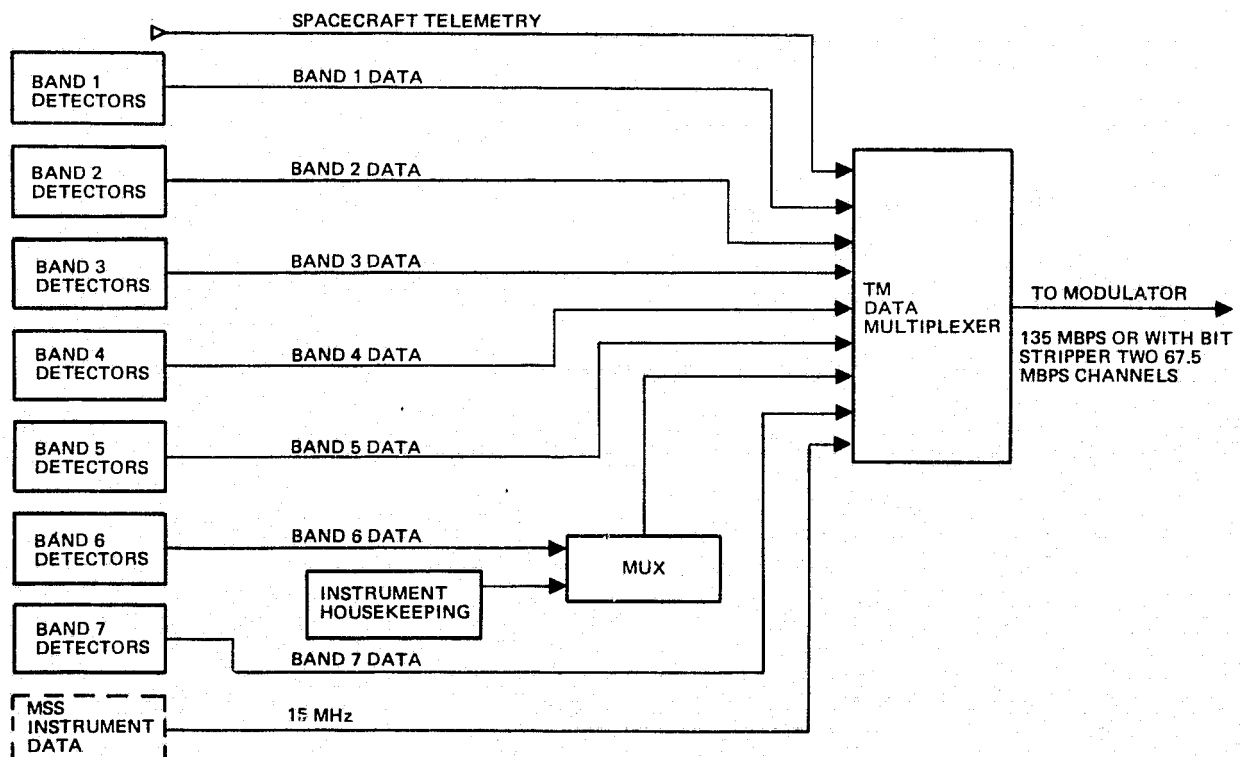 SPACECRAFT TELEMETRY
BAND 1
DETECTORS
BAND 1 DATA
BAND 2
DETECTORS
BAND 2 DATA
BAND 3
DETECTORS
BAND 3 DATA
BAND 4
DETECTORS
BAND 4 DATA
BAND 5
DETECTORS
BAND 5 DATA
BAND 6
DETECTORS
BAND 6 DATA
INSTRUMENT
HOUSEKEEPING
MUX
BAND 7
DETECTORS
BAND 7 DATA
MSS
INSTRUMENT
DATA
15 MHz
TM
DATA
MULTIPLEXER
TO MODULATOR
135 MBPS OR WITH BIT
STRIPPER TWO 67.5
MBPS CHANNELS